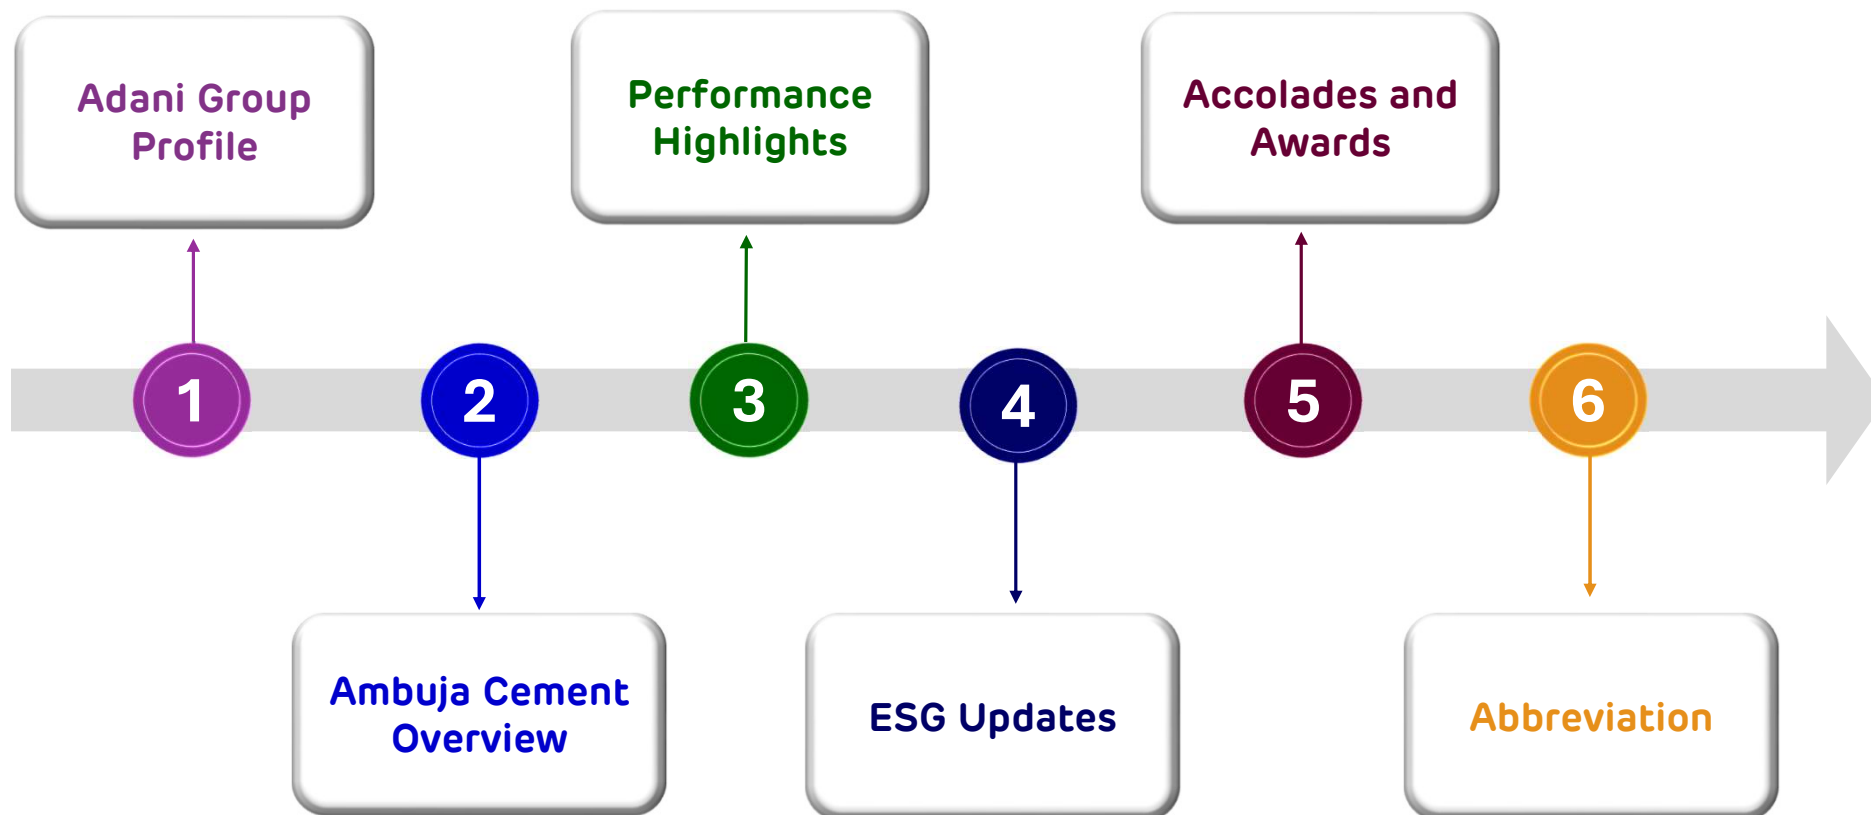 Adani Group
Profile
Performance
Highlights
Accolades and
Awards
1
2
3
4
5
6
Ambuja Cement
Overview
ESG Updates
Abbreviation